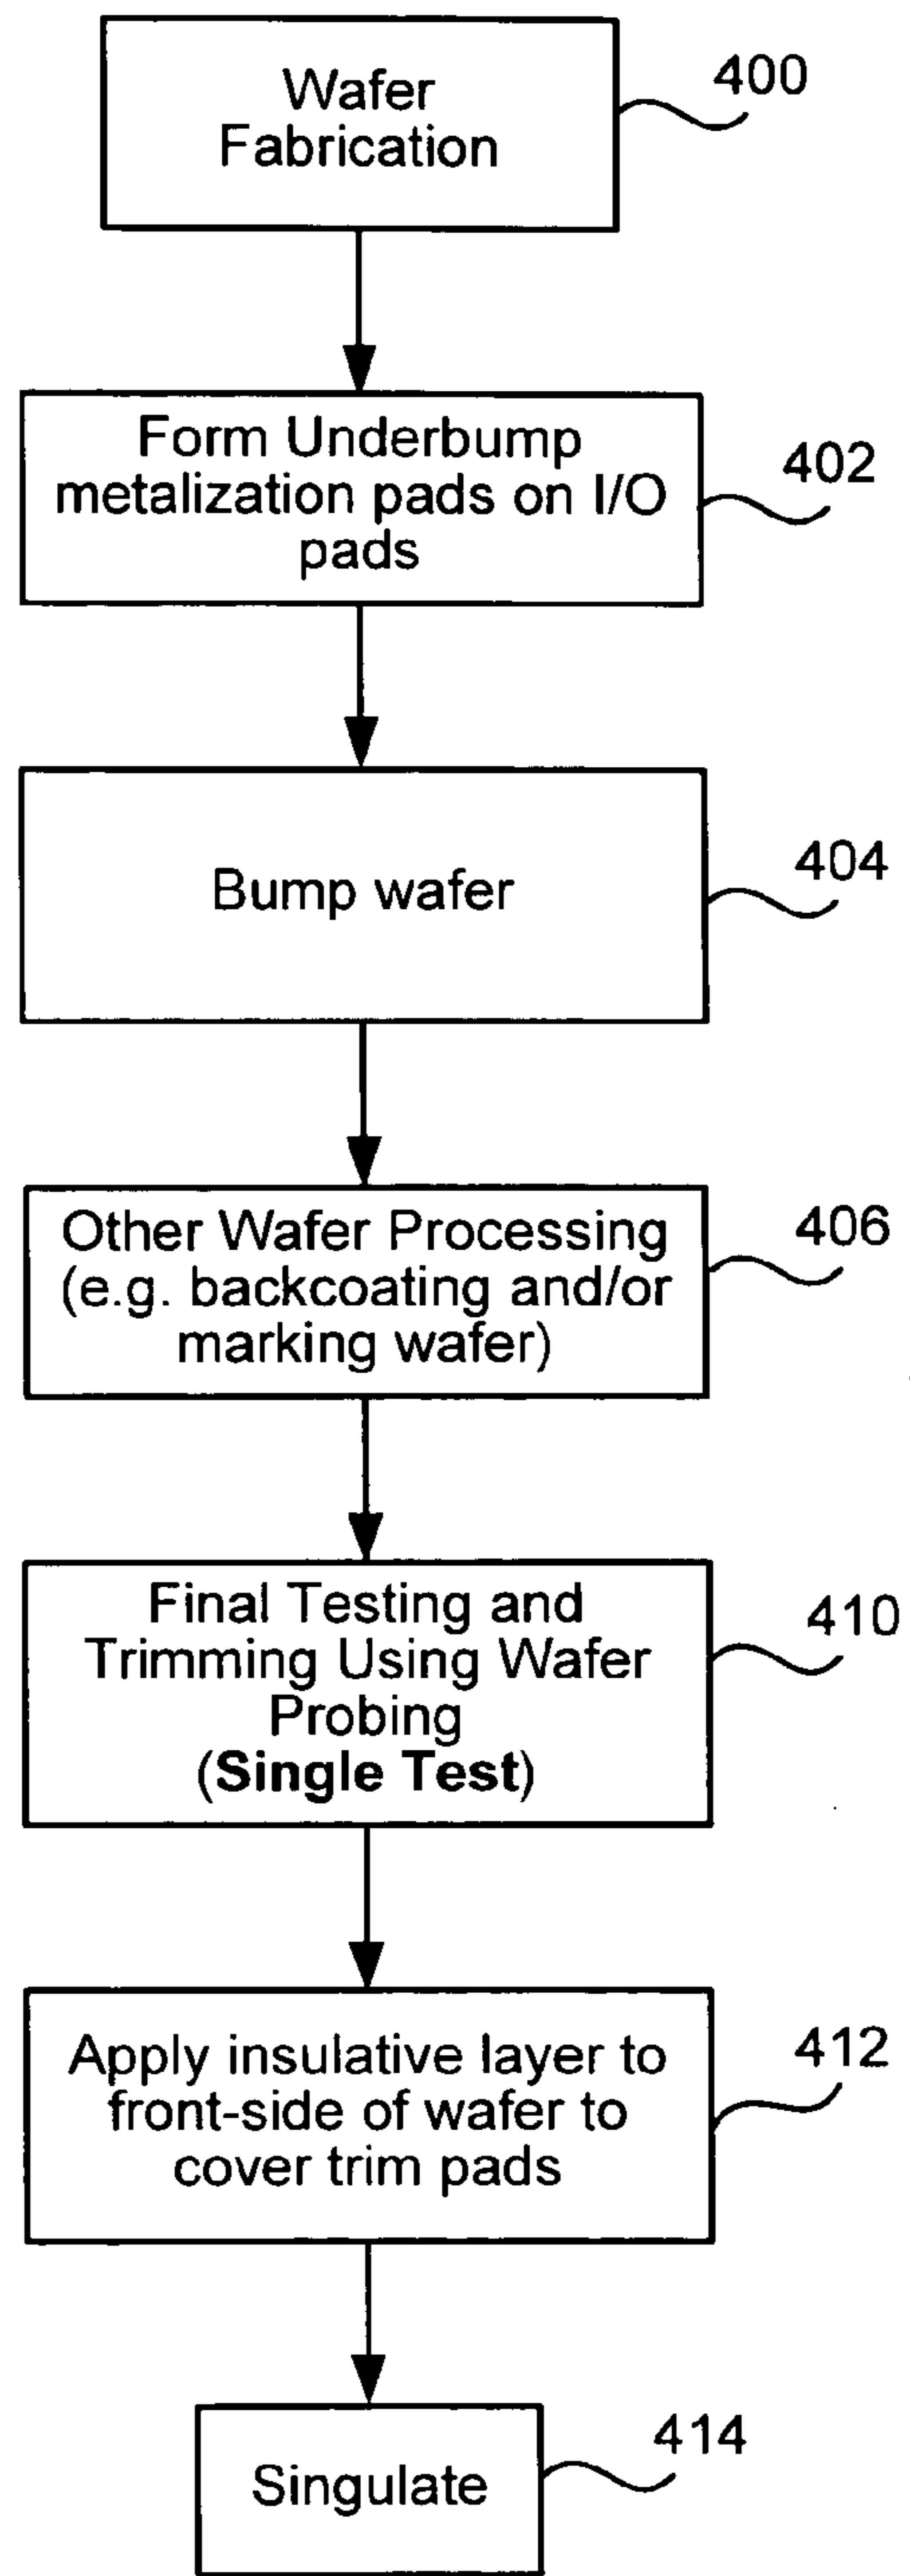 Wafer
Fabrication
400
Form Underbump
metalization pads on I/O
pads
402
Bump wafer
404
Other Wafer Processing
(e.g. backcoating and/or
marking wafer)
406
Final Testing and
Trimming Using Wafer
Probing
(Single Test)
410
Apply insulative layer to
front-side of wafer to
cover trim pads
412
Singulate
414